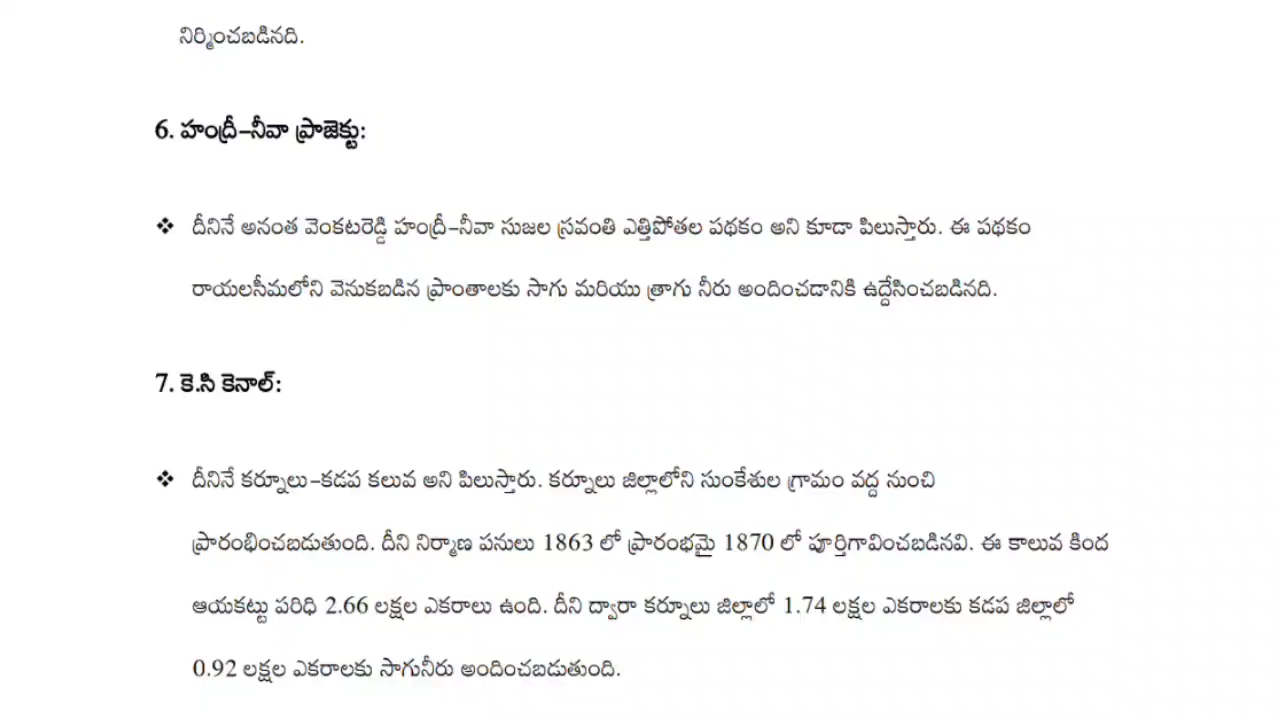 నిర్మించబడినది.
6. హంద్రీ-నీవా ప్రాజెక్టు:
❖ దీనినే అనంత వెంకటరెడ్డి హంద్రీ-నీవా సుజల స్రవంతి ఎత్తిపోతల పథకం అని కూడా పిలుస్తారు. ఈ పథకం
రాయలసీమలోని వెనుకబడిన ప్రాంతాలకు సాగు మరియు త్రాగు నీరు అందించడానికి ఉద్దేసించబడినది.
7. కె.సి కెనాల్:
❖ దీనినే కర్నూలు-కడప కలువ అని పిలుస్తారు. కర్నూలు జిల్లాలోని సుంకేశుల గ్రామం వద్ద నుంచి
ప్రారంభించబడుతుంది. దీని నిర్మాణ పనులు 1863 లో ప్రారంభమై 1870 లో పూర్తిగావించబడినవి. ఈ కాలువ కింద
ఆయకట్టు పరిధి 2.66 లక్షల ఎకరాలు ఉంది. దీని ద్వారా కర్నూలు జిల్లాలో 1.74 లక్షల ఎకరాలకు కడప జిల్లాలో
0.92 లక్షల ఎకరాలకు సాగునీరు అందించబడుతుంది.